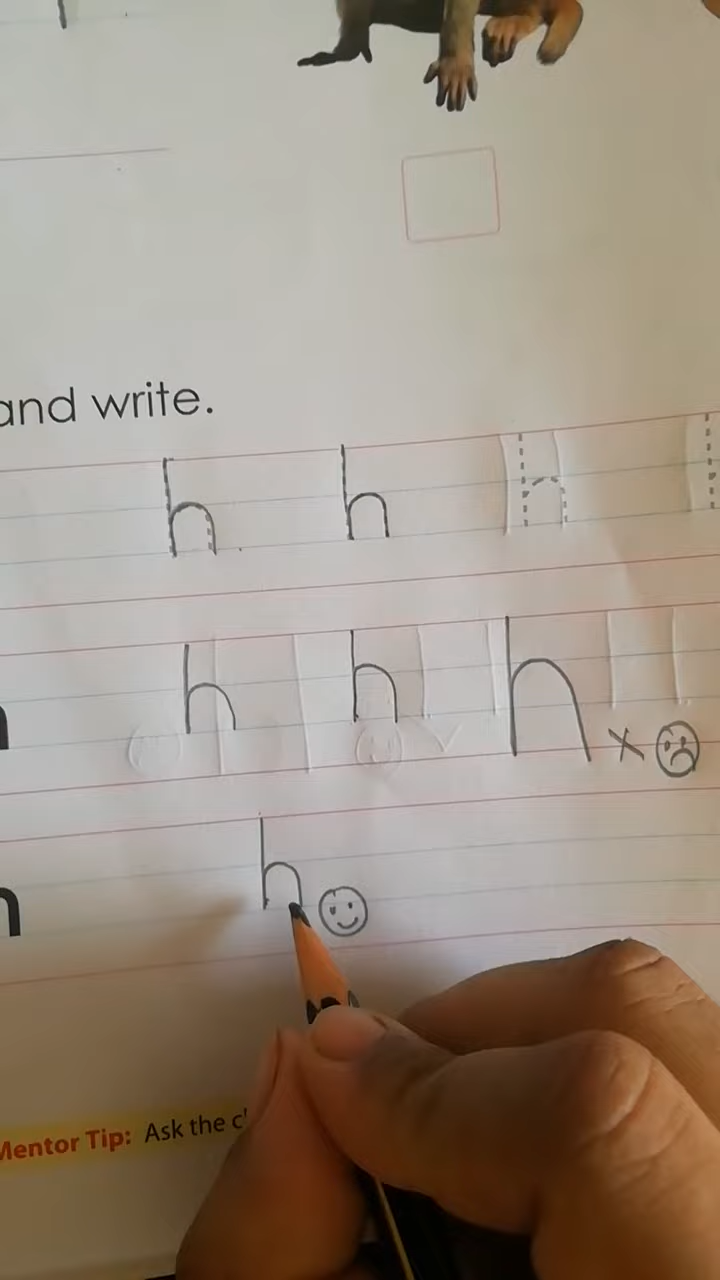 and write.
h h h
h h h x
h
Mentor Tip: Ask the c